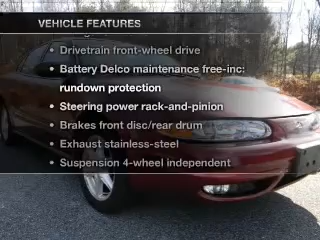 VEHICLE FEATURES
• Drivetrain front-wheel drive
• Battery Delco maintenance free-inc:
rundown protection
• Steering power rack-and-pinion
• Brakes front disc/rear drum
• Exhaust stainless-steel
• Suspension 4-wheel independent